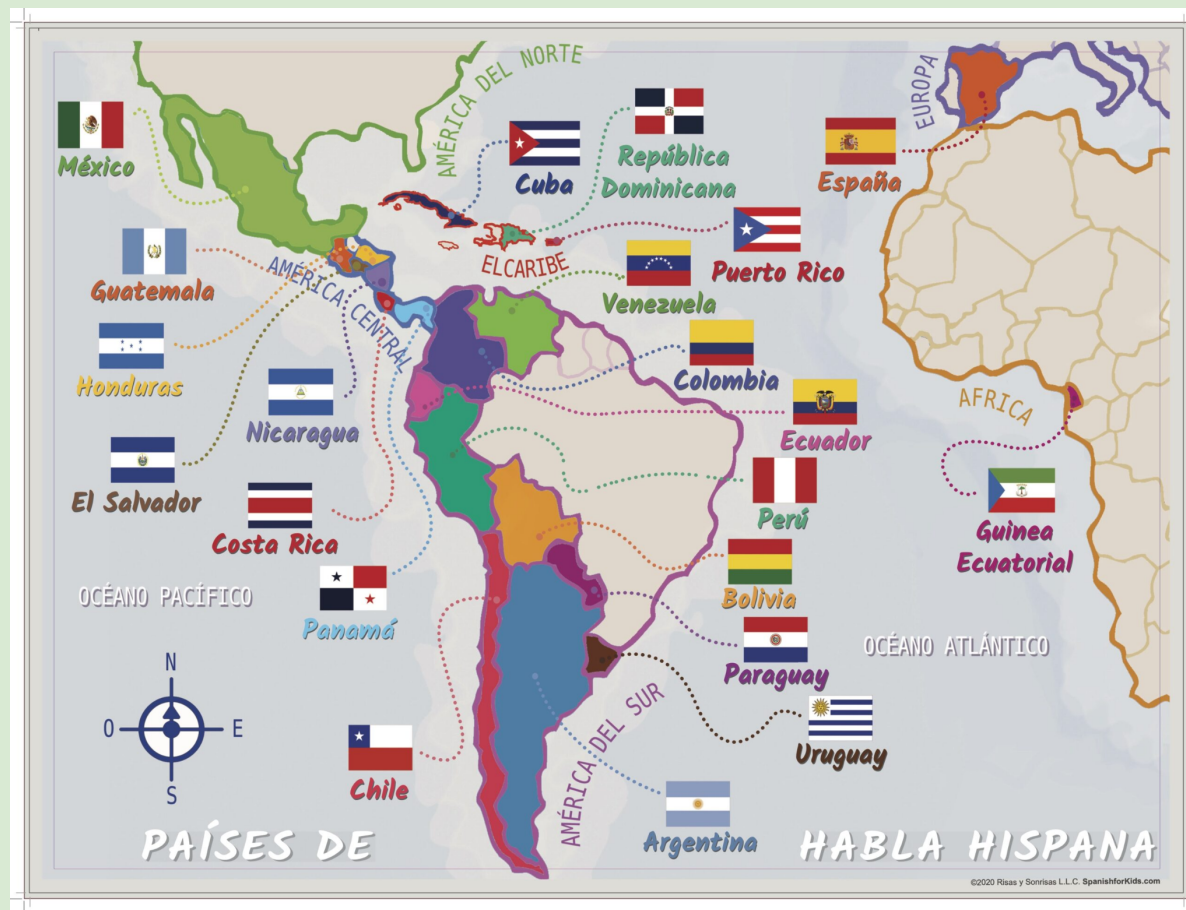 AMÉRICA DEL NORTE
EUROPA
México
Cuba
República
Dominicana
España
Puerto Rico
EL CARIBE
Guatemala
AMÉRICA CENTRAL
Venezuela
Honduras
Colombia
Nicaragua
Ecuador
AFRICA
El Salvador
Costa Rica
Perú
Guinea
Ecuatorial
OCÉANO PACÍFICO
Panamá
Bolivia
OCÉANO ATLÁNTICO
Paraguay
N
O
E
S
Uruguay
Chile
AMÉRICA DEL SUR
Argentina
PAÍSES DE
HABLA HISPANA
©2020 Risas y Sonrisas L.L.C. SpanishforKids.com